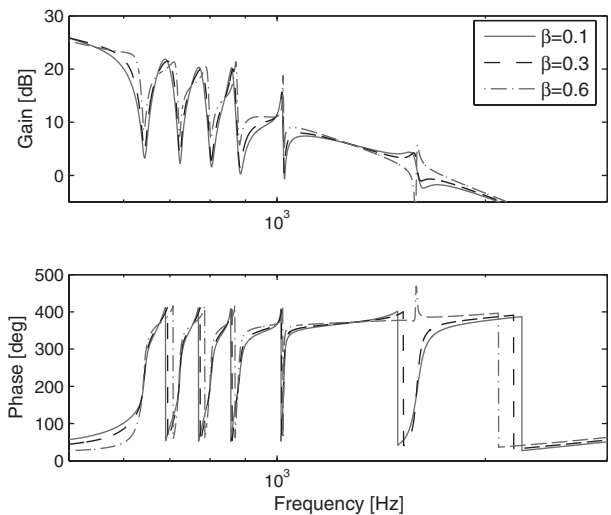 30
20
10
0
Gain [dB]
β=0.1
β=0.3
β=0.6
10³
500
400
300
200
100
0
Phase [deg]
10³
Frequency [Hz]